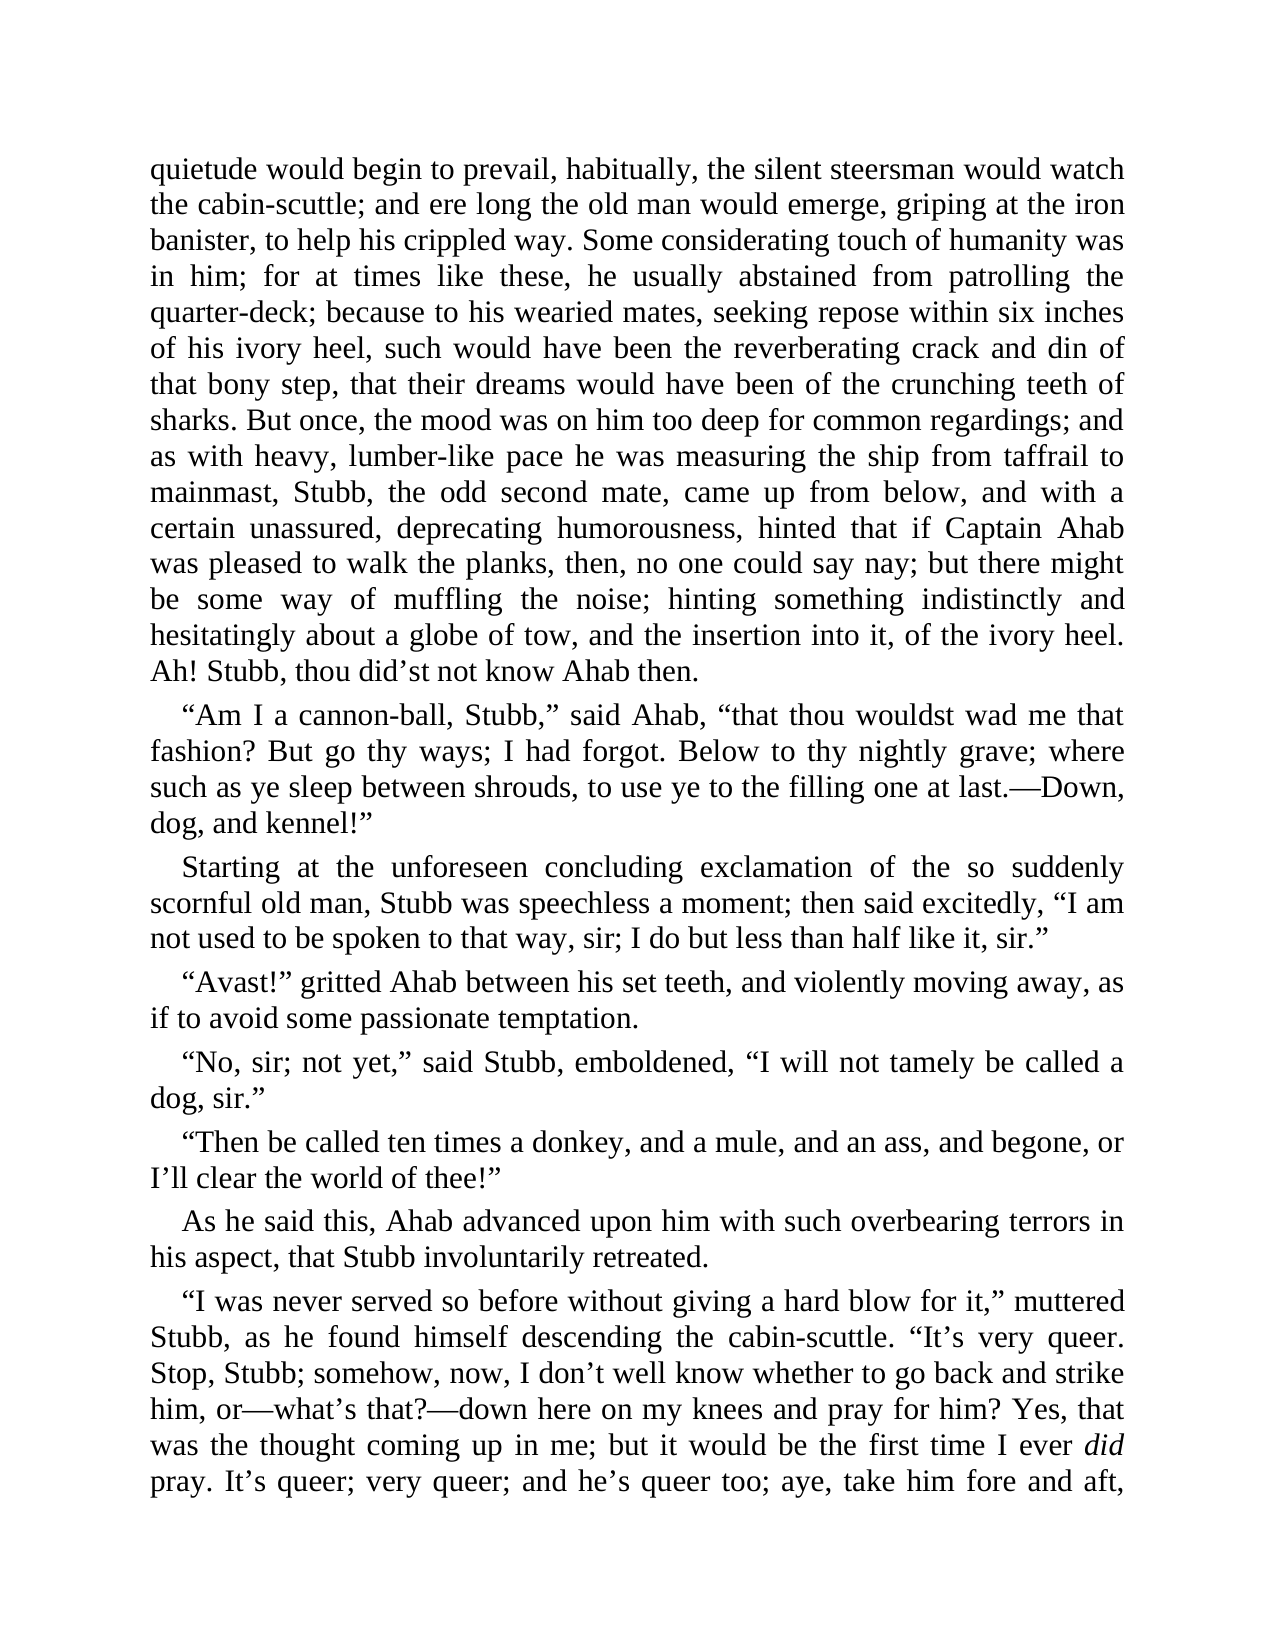 quietude would begin to prevail, habitually, the silent steersman would watch
the cabin-scuttle; and ere long the old man would emerge, griping at the iron
banister, to help his crippled way. Some considerating touch of humanity was
in him; for at times like these, he usually abstained from patrolling the
quarter-deck; because to his wearied mates, seeking repose within six inches
of his ivory heel, such would have been the reverberating crack and din of
that bony step, that their dreams would have been of the crunching teeth of
sharks. But once, the mood was on him too deep for common regardings; and
as with heavy, lumber-like pace he was measuring the ship from taffrail to
mainmast, Stubb, the odd second mate, came up from below, and with a
certain unassured, deprecating humorousness, hinted that if Captain Ahab
was pleased to walk the planks, then, no one could say nay; but there might
be some way of muffling the noise; hinting something indistinctly and
hesitatingly about a globe of tow, and the insertion into it, of the ivory heel.
Ah! Stubb, thou did’st not know Ahab then.
“Am I a cannon-ball, Stubb,” said Ahab, “that thou wouldst wad me that
fashion? But go thy ways; I had forgot. Below to thy nightly grave; where
such as ye sleep between shrouds, to use ye to the filling one at last.—Down,
dog, and kennel!”
Starting at the unforeseen concluding exclamation of the so suddenly
scornful old man, Stubb was speechless a moment; then said excitedly, “I am
not used to be spoken to that way, sir; I do but less than half like it, sir.”
“Avast!” gritted Ahab between his set teeth, and violently moving away, as
if to avoid some passionate temptation.
“No, sir; not yet,” said Stubb, emboldened, “I will not tamely be called a
dog, sir.”
“Then be called ten times a donkey, and a mule, and an ass, and begone, or
I’ll clear the world of thee!”
As he said this, Ahab advanced upon him with such overbearing terrors in
his aspect, that Stubb involuntarily retreated.
“I was never served so before without giving a hard blow for it,” muttered
Stubb, as he found himself descending the cabin-scuttle. “It’s very queer.
Stop, Stubb; somehow, now, I don’t well know whether to go back and strike
him, or—what’s that?—down here on my knees and pray for him? Yes, that
was the thought coming up in me; but it would be the first time I ever did
pray. It’s queer; very queer; and he’s queer too; aye, take him fore and aft,